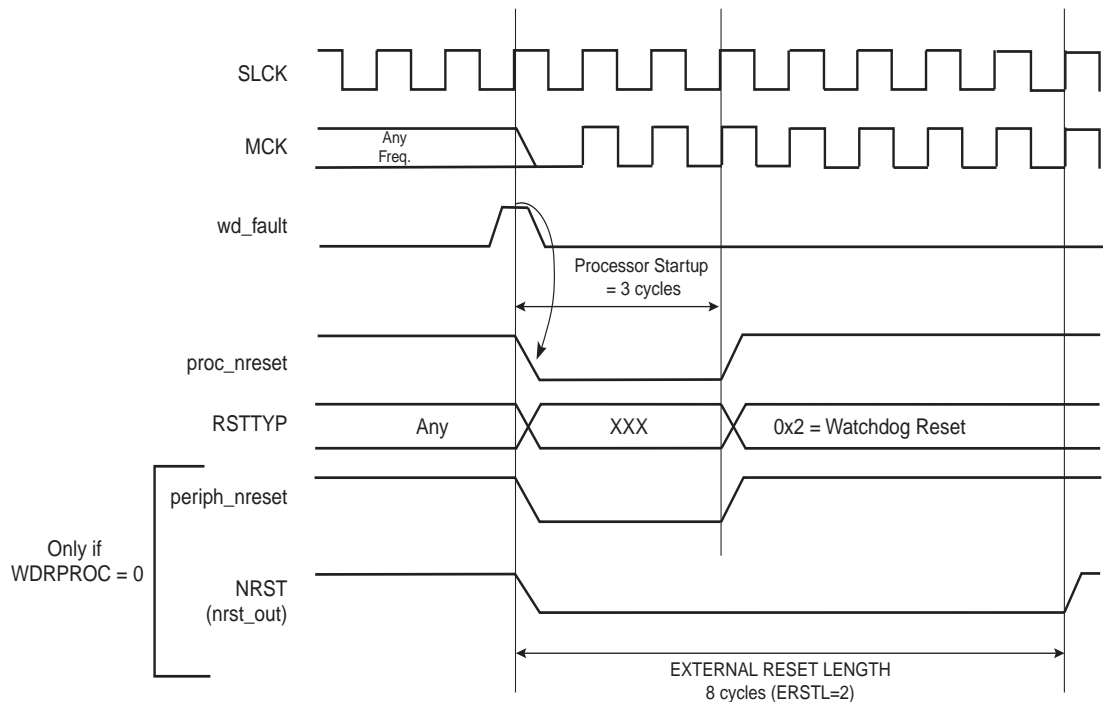 SLCK
MCK
Any
Freq.
wd_fault
Processor Startup
= 3 cycles
proc_nreset
RSTTYP
Any
XXX
0x2 = Watchdog Reset
periph_nreset
Only if
WDRPROC = 0
NRST
(nrst_out)
EXTERNAL RESET LENGTH
8 cycles (ERSTL=2)